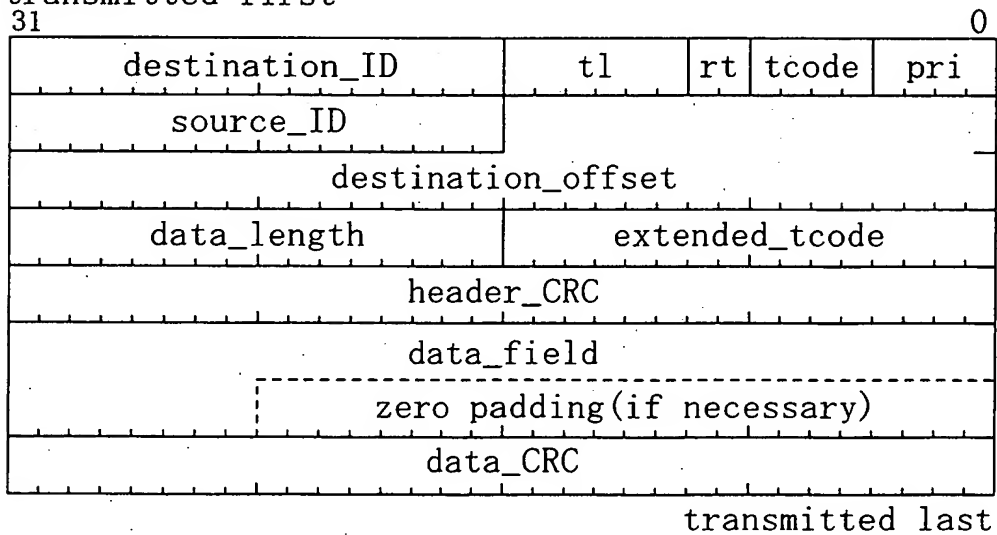 transmitted first
31 0
destination_ID tl rt tcode pri
source_ID
destination_offset
data_length extended_tcode
header_CRC
data_field
zero padding(if necessary)
data_CRC
transmitted last